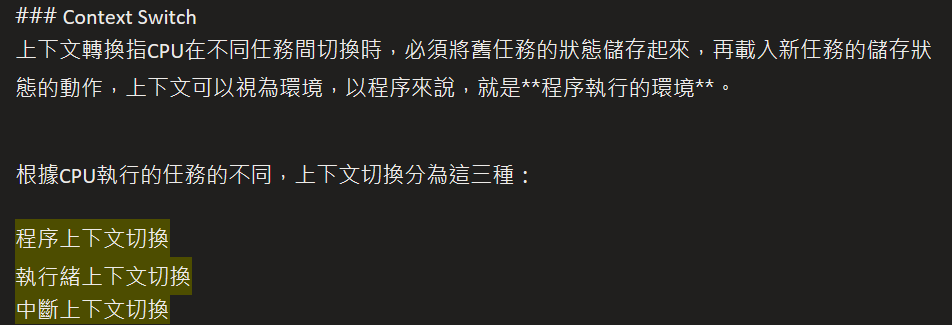 ### Context Switch
上下文轉換指CPU在不同任務間切換時，必須將舊任務的狀態儲存起來，再載入新任務的儲存狀
態的動作，上下文可以視為環境，以程序來說，就是**程序執行的環境**。
根據CPU執行的任務的不同，上下文切換分為這三種：
程序上下文切換
執行緒上下文切換
中斷上下文切換